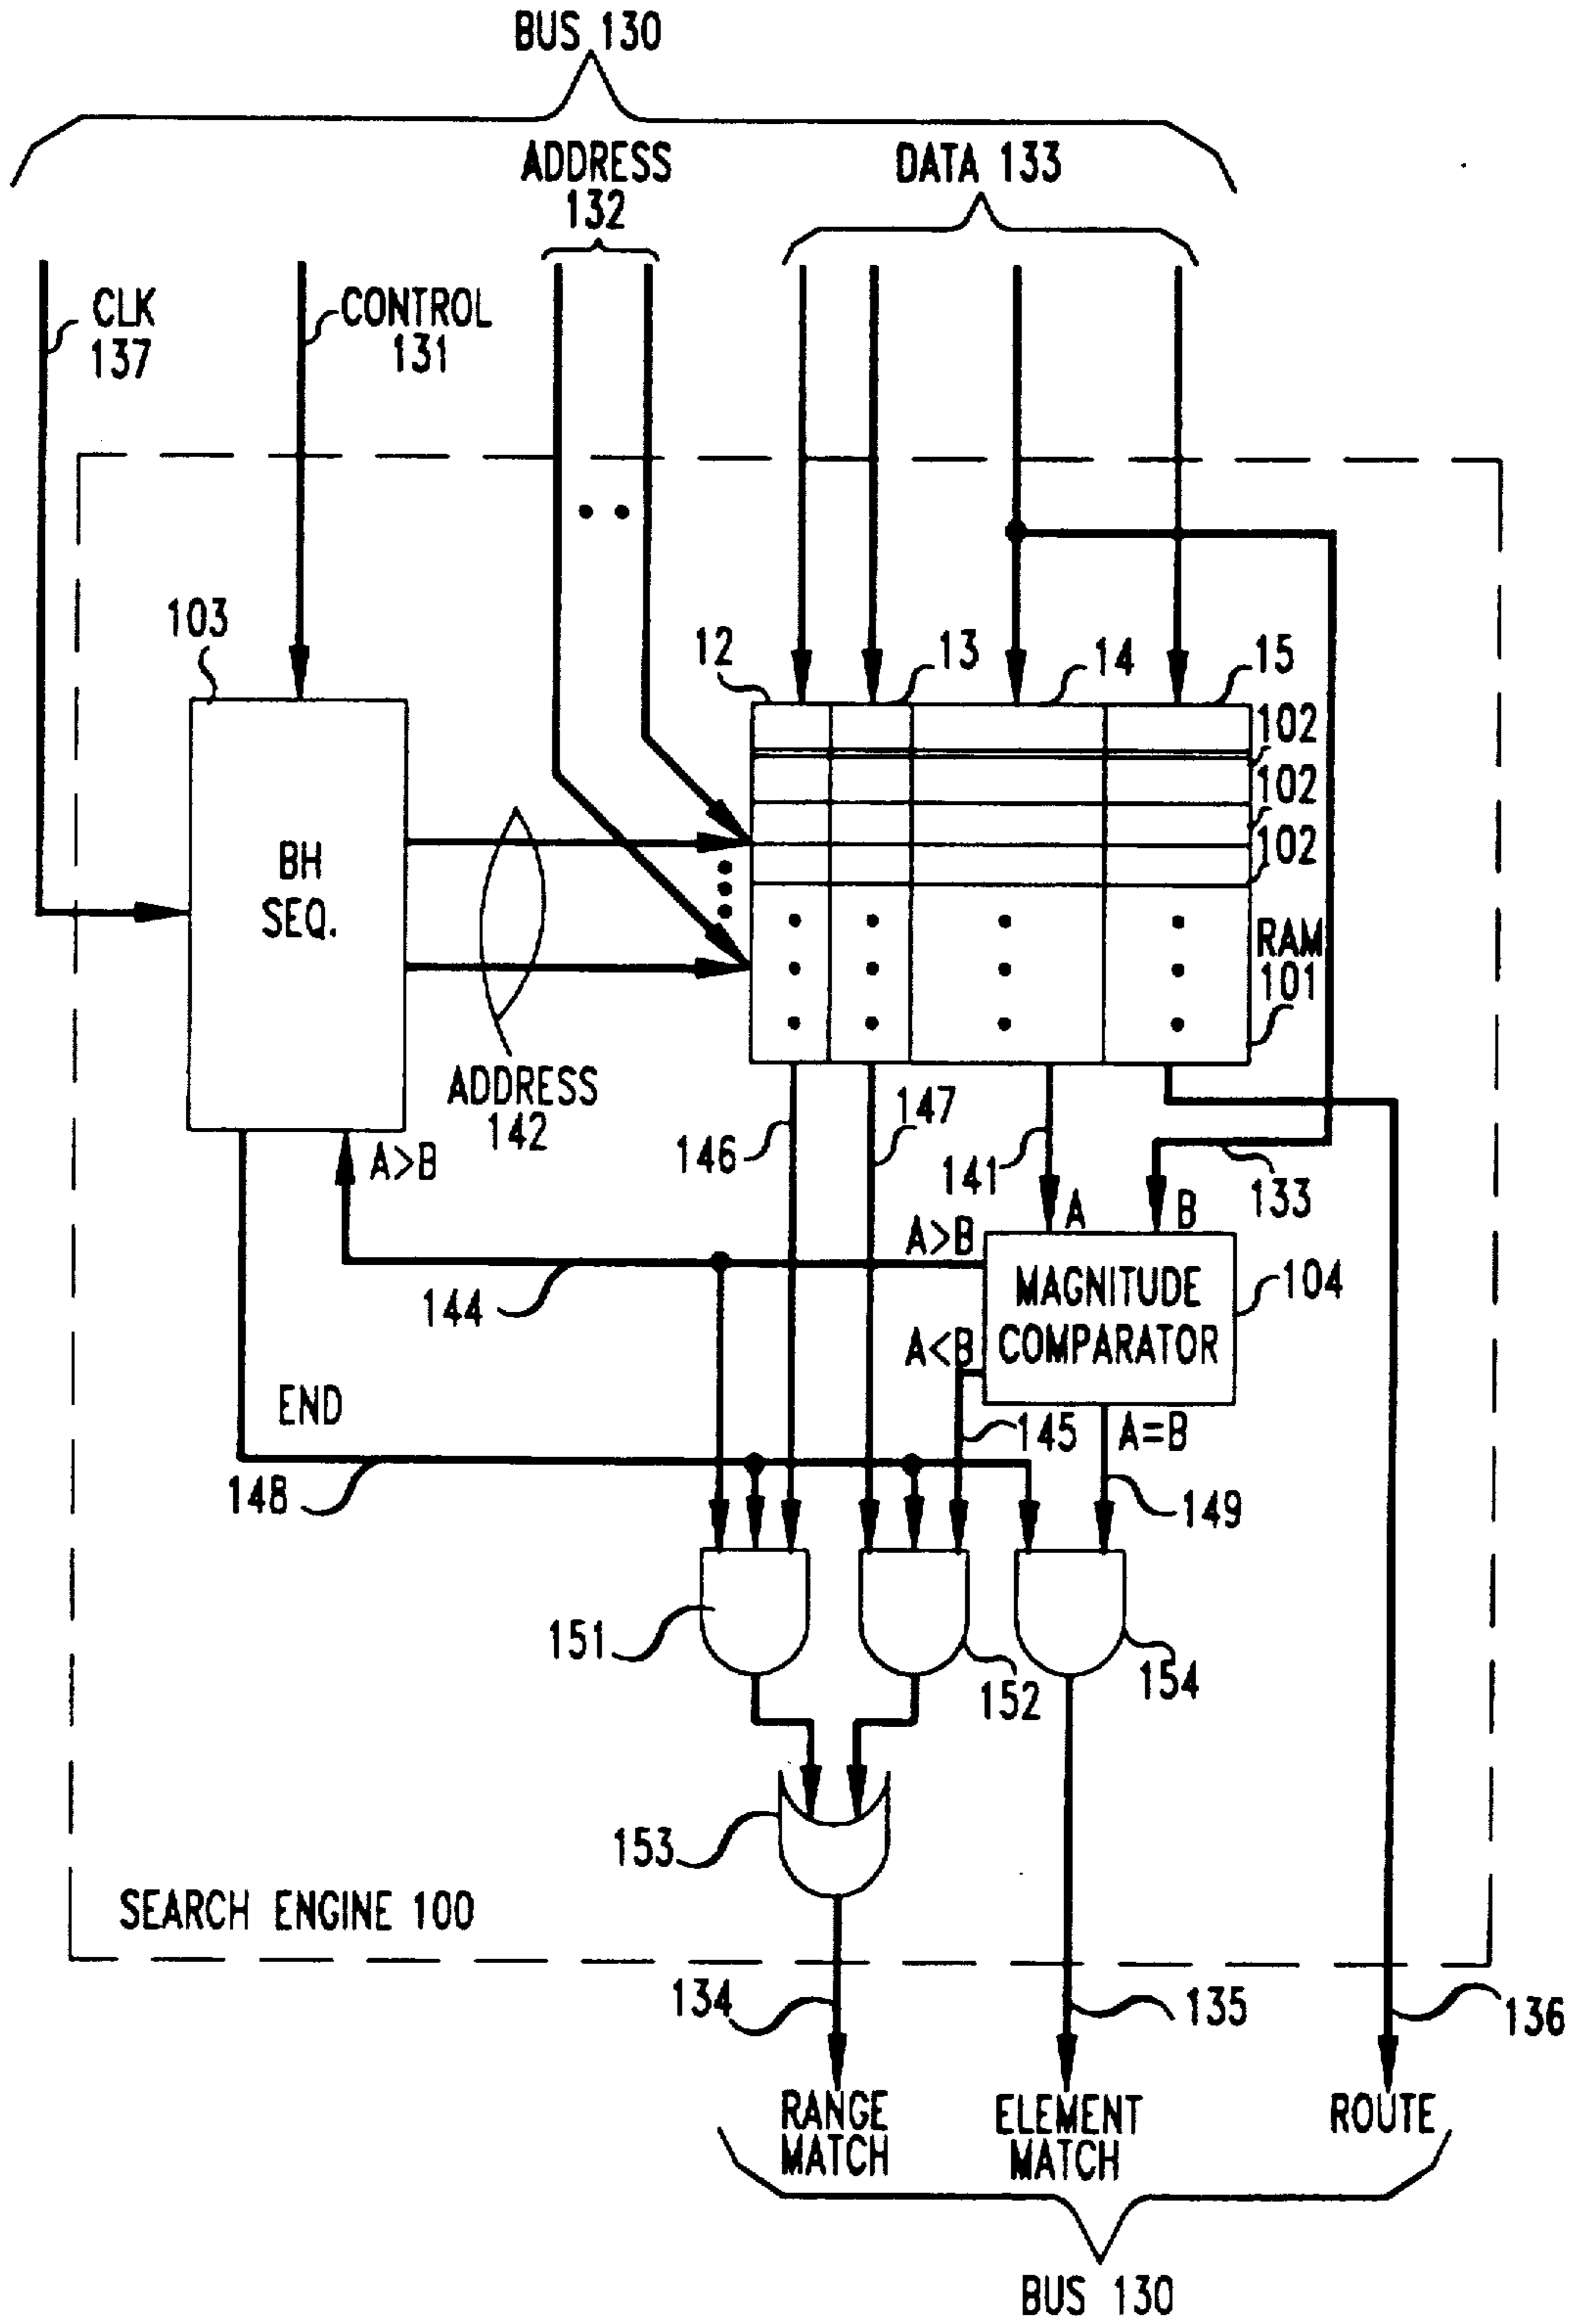 BUS 130
ADDRESS
132
DATA 133
CLK
137
CONTROL
131
103
12
13
14
15
102
102
102
BH
SEQ.
RAM
101
ADDRESS
142
A>B
146
147
141
133
A
B
A>B
MAGNITUDE
COMPARATOR
104
144
A<B
END
145
A=B
148
149
151
152
154
153
SEARCH ENGINE 100
134
135
136
RANGE
MATCH
ELEMENT
MATCH
ROUTE
BUS 130